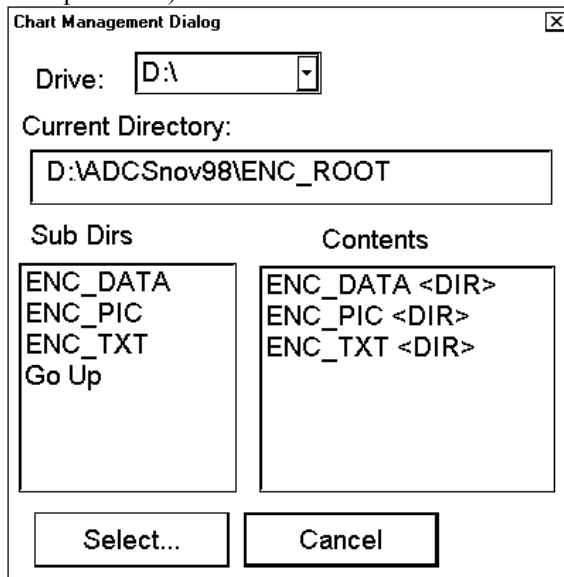 Chart Management Dialog
Drive: D:\
Current Directory:
D:\ADCSnov98\ENC_ROOT
Sub Dirs
ENC_DATA
ENC_PIC
ENC_TXT
Go Up
Contents
ENC_DATA <DIR>
ENC_PIC <DIR>
ENC_TXT <DIR>
Select...
Cancel